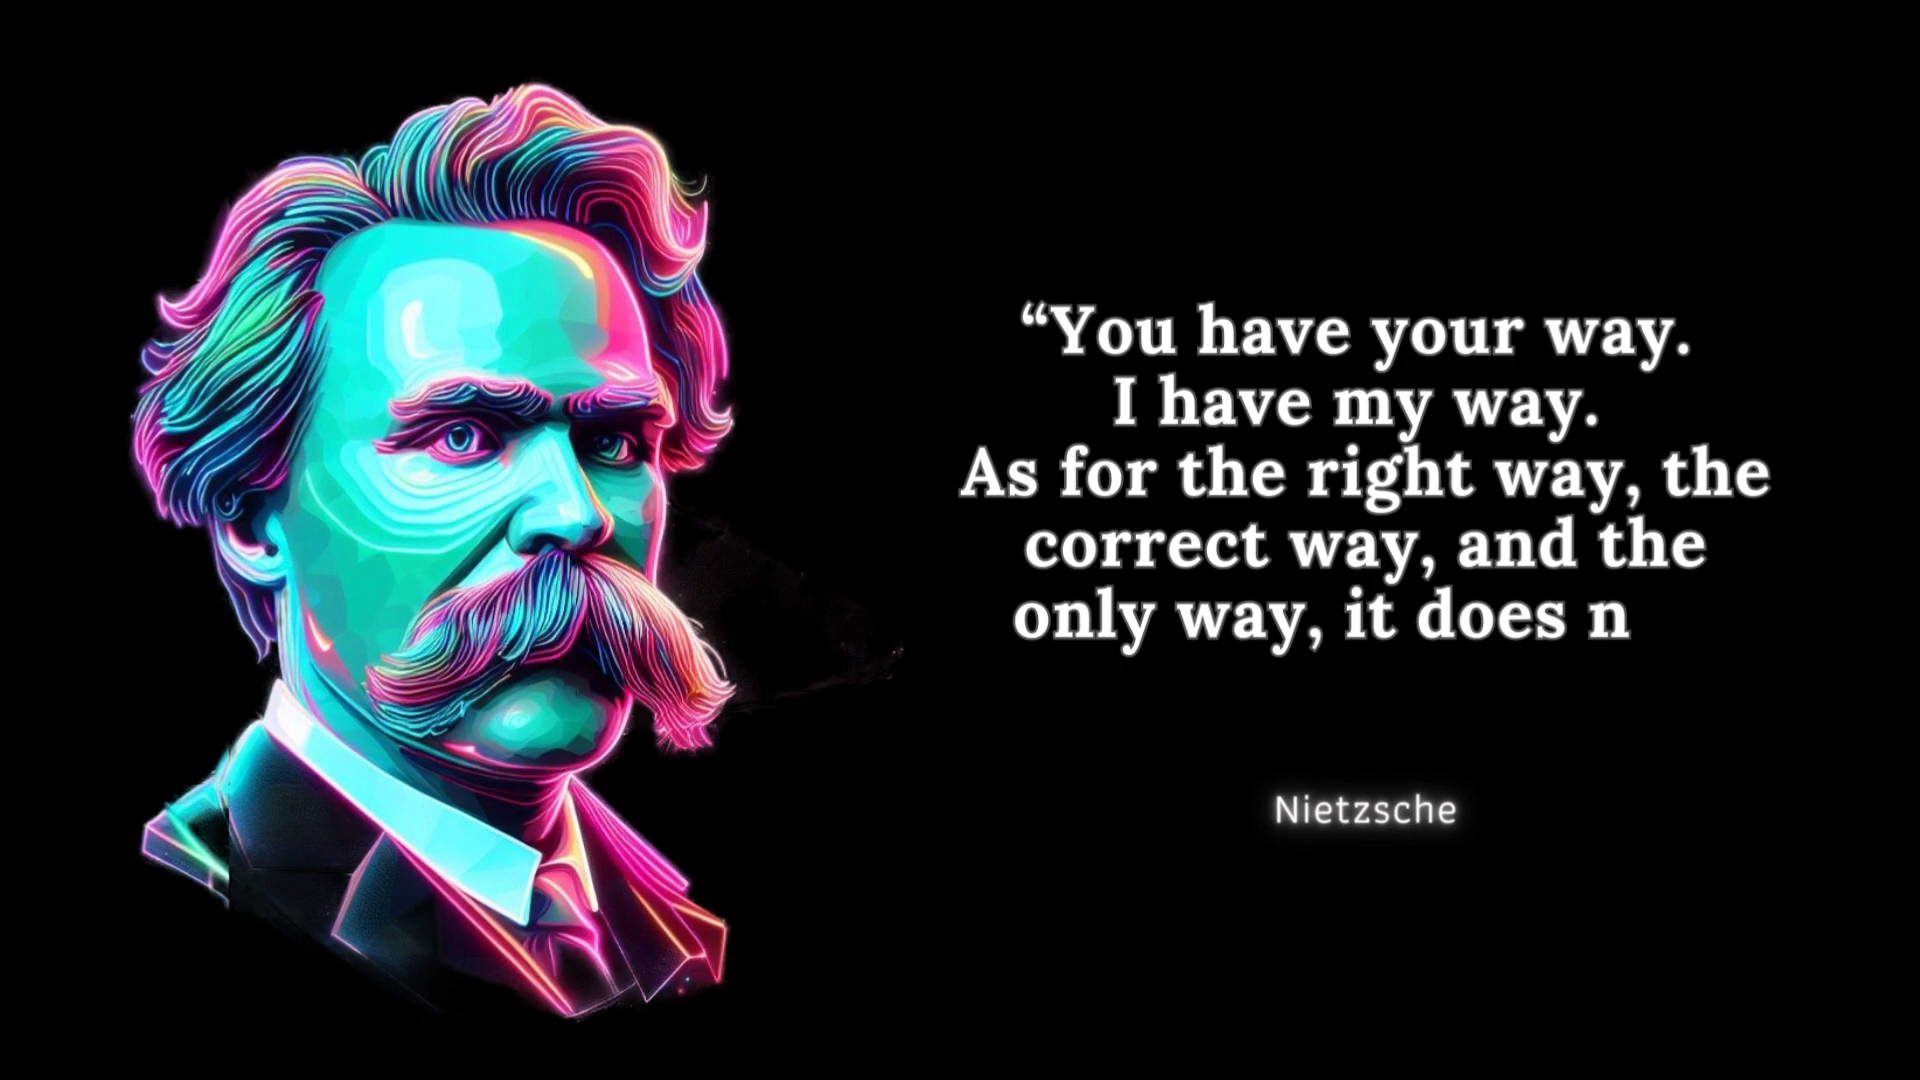 “You have your way.
I have my way.
As for the right way, the
correct way, and the
only way, it does n
Nietzsche